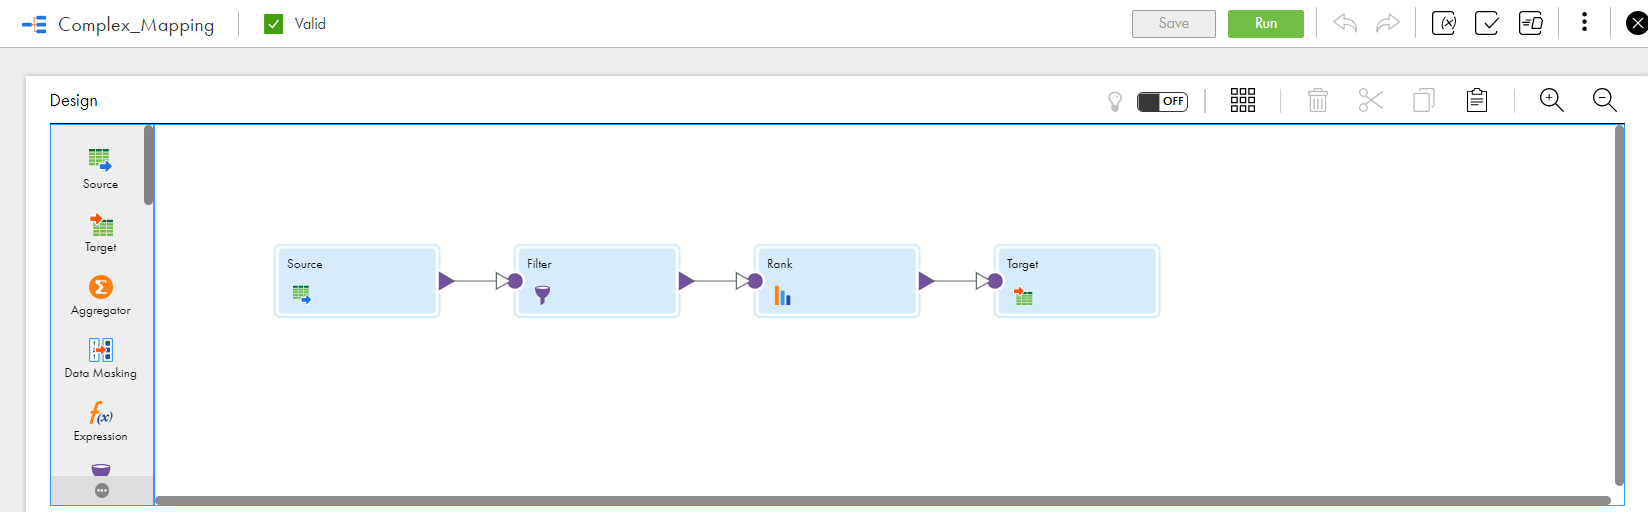 Complex_Mapping
Valid
Save
Run
(x)
Design
OFF
Source
Target
Aggregator
Data Masking
f(x)
Expression
Source
Filter
Rank
Target